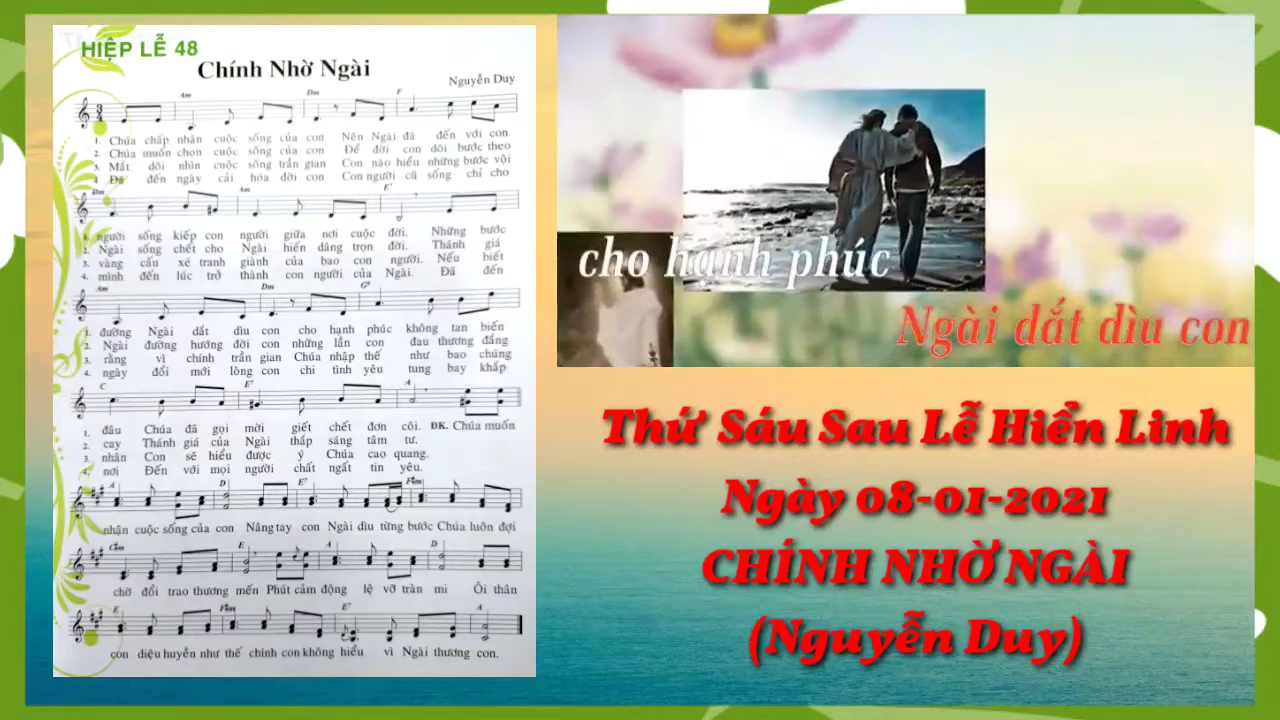 HIỆP LỄ 48
Chính Nhờ Ngài
Nguyễn Duy
Am Dm F
1. Chúa chấp nhận cuộc sống của con Nên Ngài đã đến với con
2. Chúa muốn chọn cuộc sống của con Để đời con dõi bước theo
3. Mắt dõi nhìn cuộc sống trần gian Con nào hiểu những bước vội
4. Đã đến ngày cải hóa đời con Con người cũ sống chỉ cho
Dm Am E7
1. người sống kiếp con người giữa nơi cuộc đời. Những bước
2. Ngài sống chết cho Ngài hiến dâng trọn đời. Thánh giá
3. vàng cấu xé tranh giành của bao con người. Nếu biết
4. mình đến lúc trở thành con người của Ngài. Đã đến
Am Dm G7
1. đường Ngài dắt dìu con cho hạnh phúc không tan biến
2. Ngài đường hướng đời con những lần con đau thương đắng
3. rằng vì chính trần gian Chúa nhập thế như bao chúng
4. ngày đổi mới lòng con chi tình yêu tung bay khắp
C E7 A
1. đâu Chúa đã gọi mời giết chết đơn côi. ĐK. Chúa muốn
2. cay Thánh giá của Ngài thắp sáng tâm tư.
3. nhân Con sẽ hiểu được ý Chúa cao quang.
4. nơi Đến với mọi người chất ngất tin yêu.
A D E7 F#m
nhận cuộc sống của con Nâng tay con Ngài dìu từng bước Chúa luôn đợi
C#m E A D
chờ đổi trao thương mến Phút cảm động lệ vỡ tràn mi Ôi thân
E F#m E7 A
con diệu huyền như thế chính con không hiểu vì Ngài thương con.
cho hạnh phúc
Ngài dắt dìu con
Thứ Sáu Sau Lễ Hiển Linh
Ngày 08-01-2021
CHÍNH NHỜ NGÀI
(Nguyễn Duy)